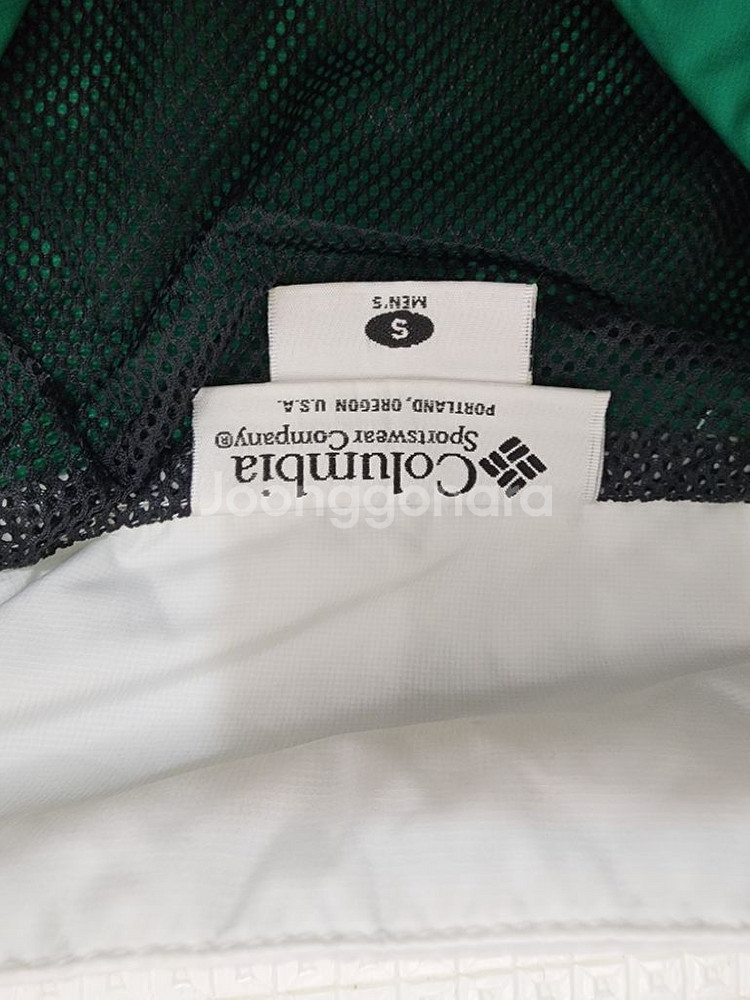 Columbia
Sportswear Company®
PORTLAND, OREGON U.S.A.
S
MEN'S
Joonggonara